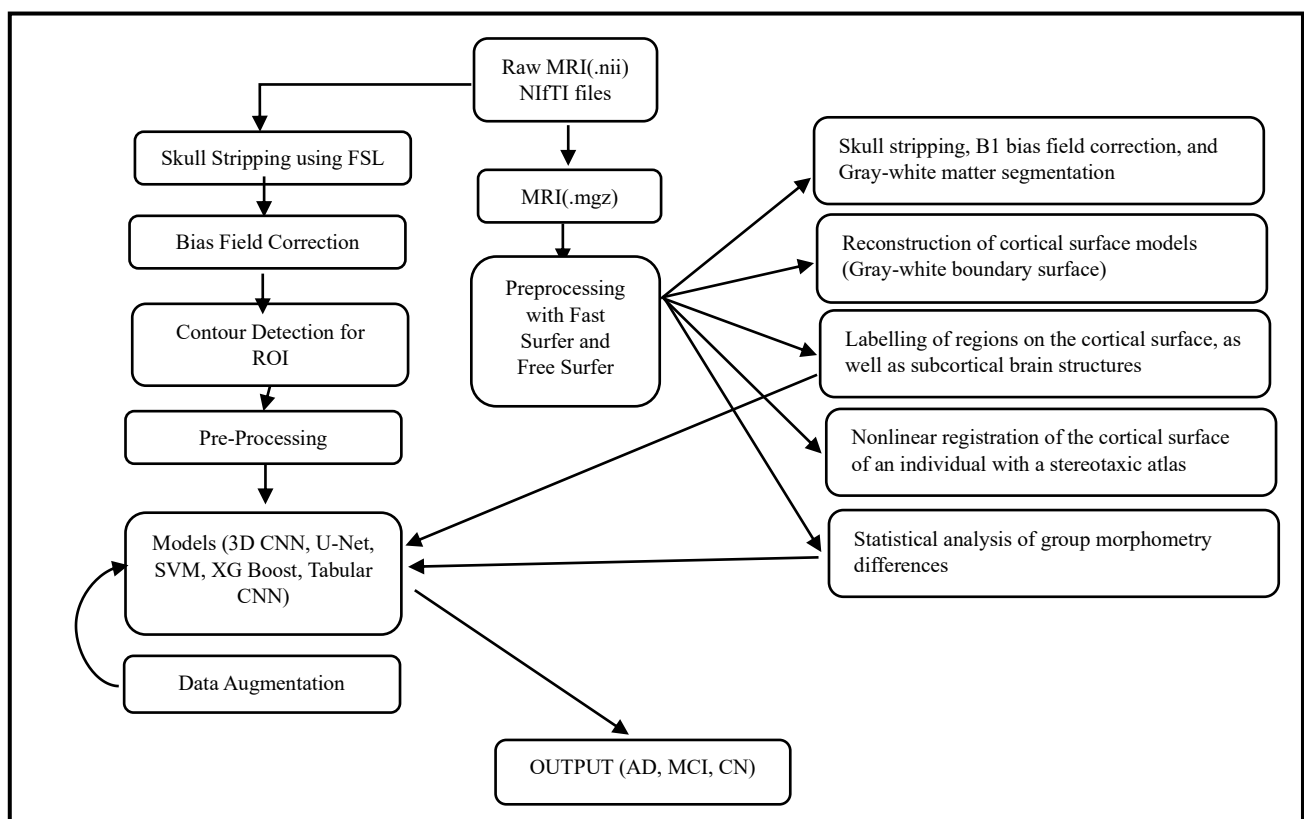 Raw MRI(.nii)
NIfTI files
Skull Stripping using FSL
Bias Field Correction
Contour Detection for
ROI
Pre-Processing
Models (3D CNN, U-Net,
SVM, XG Boost, Tabular
CNN)
Data Augmentation
MRI(.mgz)
Preprocessing
with Fast
Surfer and
Free Surfer
Skull stripping, B1 bias field correction, and
Gray-white matter segmentation
Reconstruction of cortical surface models
(Gray-white boundary surface)
Labelling of regions on the cortical surface, as
well as subcortical brain structures
Nonlinear registration of the cortical surface
of an individual with a stereotaxic atlas
Statistical analysis of group morphometry
differences
OUTPUT (AD, MCI, CN)